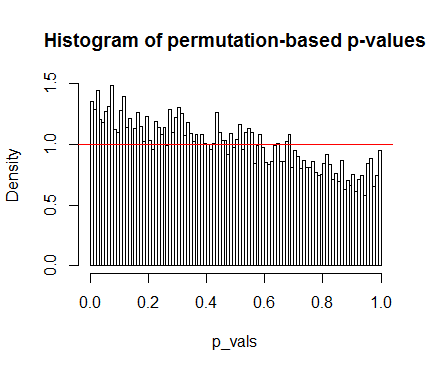 Histogram of permutation-based p-values
Density
1.5
1.0
0.5
0.0
0.0 0.2 0.4 0.6 0.8 1.0
p_vals